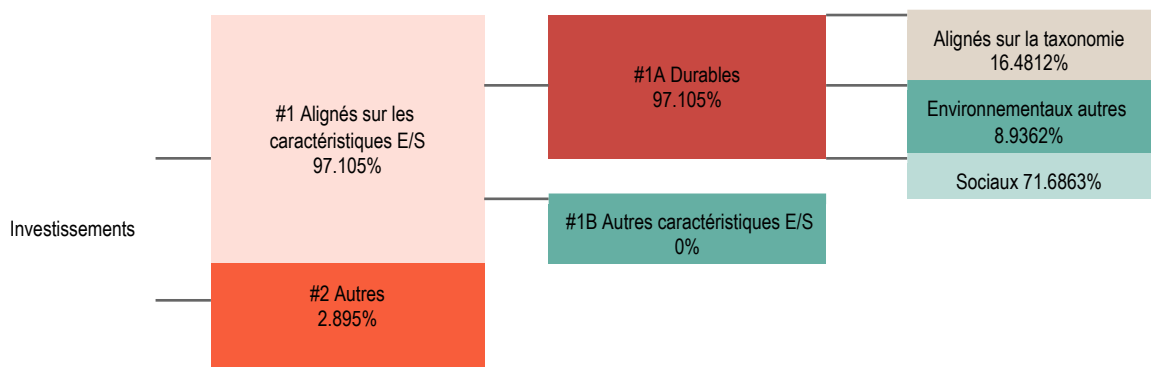 Investissements
#1 Alignés sur les
caractéristiques E/S
97.105%
#2 Autres
2.895%
#1A Durables
97.105%
#1B Autres caractéristiques E/S
0%
Alignés sur la taxonomie
16.4812%
Environnementaux autres
8.9362%
Sociaux 71.6863%